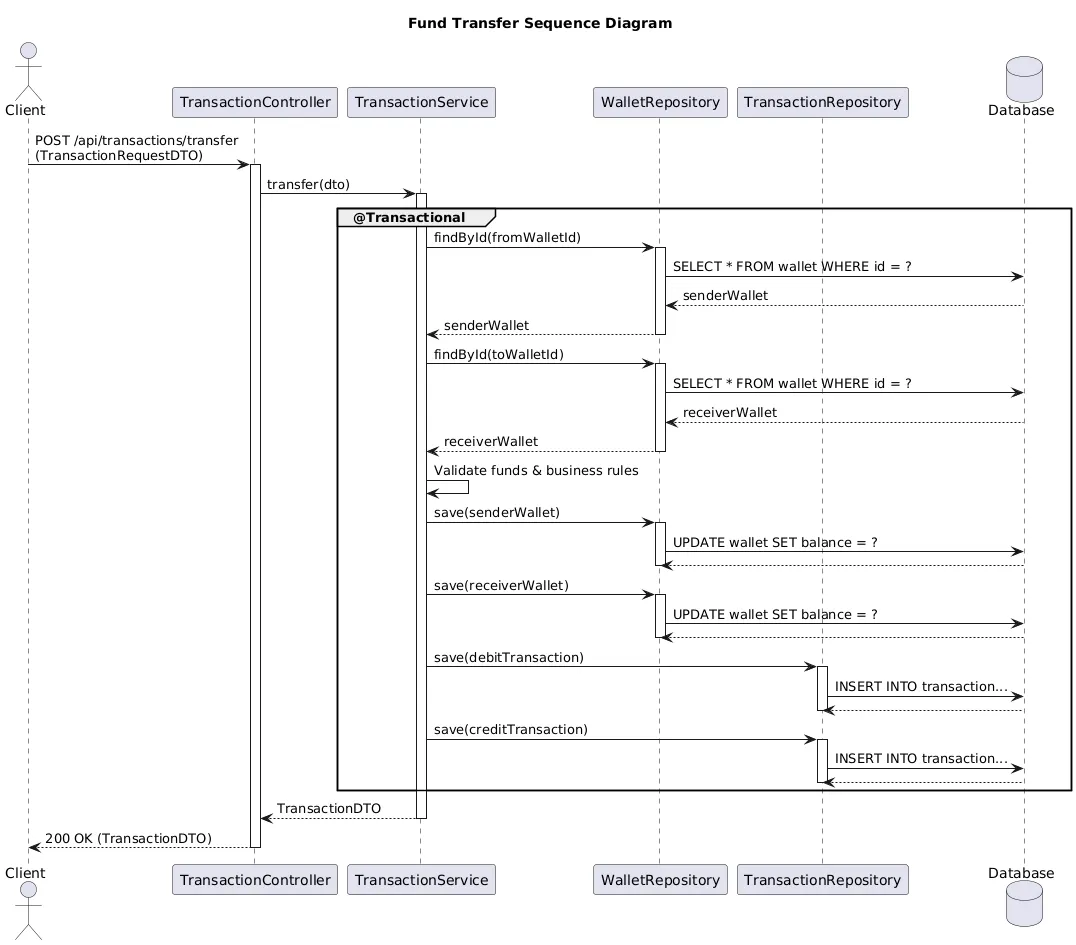 Fund Transfer Sequence Diagram
Client
TransactionController
TransactionService
WalletRepository
TransactionRepository
Database
POST /api/transactions/transfer
(TransactionRequestDTO)
transfer(dto)
@Transactional
findById(fromWalletId)
SELECT * FROM wallet WHERE id = ?
senderWallet
senderWallet
findById(toWalletId)
SELECT * FROM wallet WHERE id = ?
receiverWallet
receiverWallet
Validate funds & business rules
save(senderWallet)
UPDATE wallet SET balance = ?
save(receiverWallet)
UPDATE wallet SET balance = ?
save(debitTransaction)
INSERT INTO transaction...
save(creditTransaction)
INSERT INTO transaction...
TransactionDTO
200 OK (TransactionDTO)
Client
TransactionController
TransactionService
WalletRepository
TransactionRepository
Database